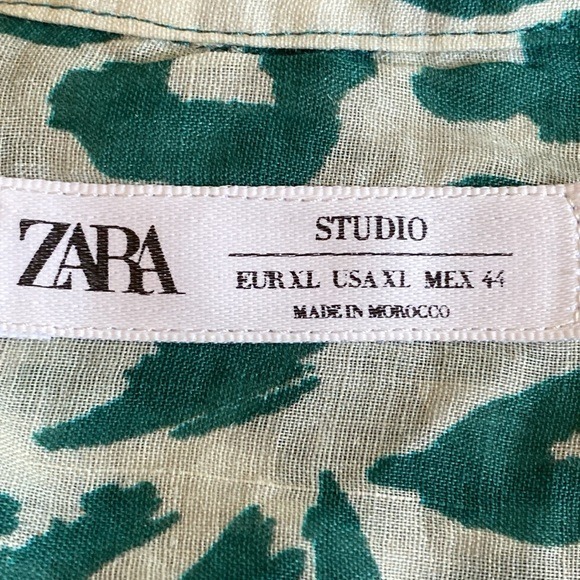 ZARA
STUDIO
EUR XL USA XL MEX 44
MADE IN MOROCCO